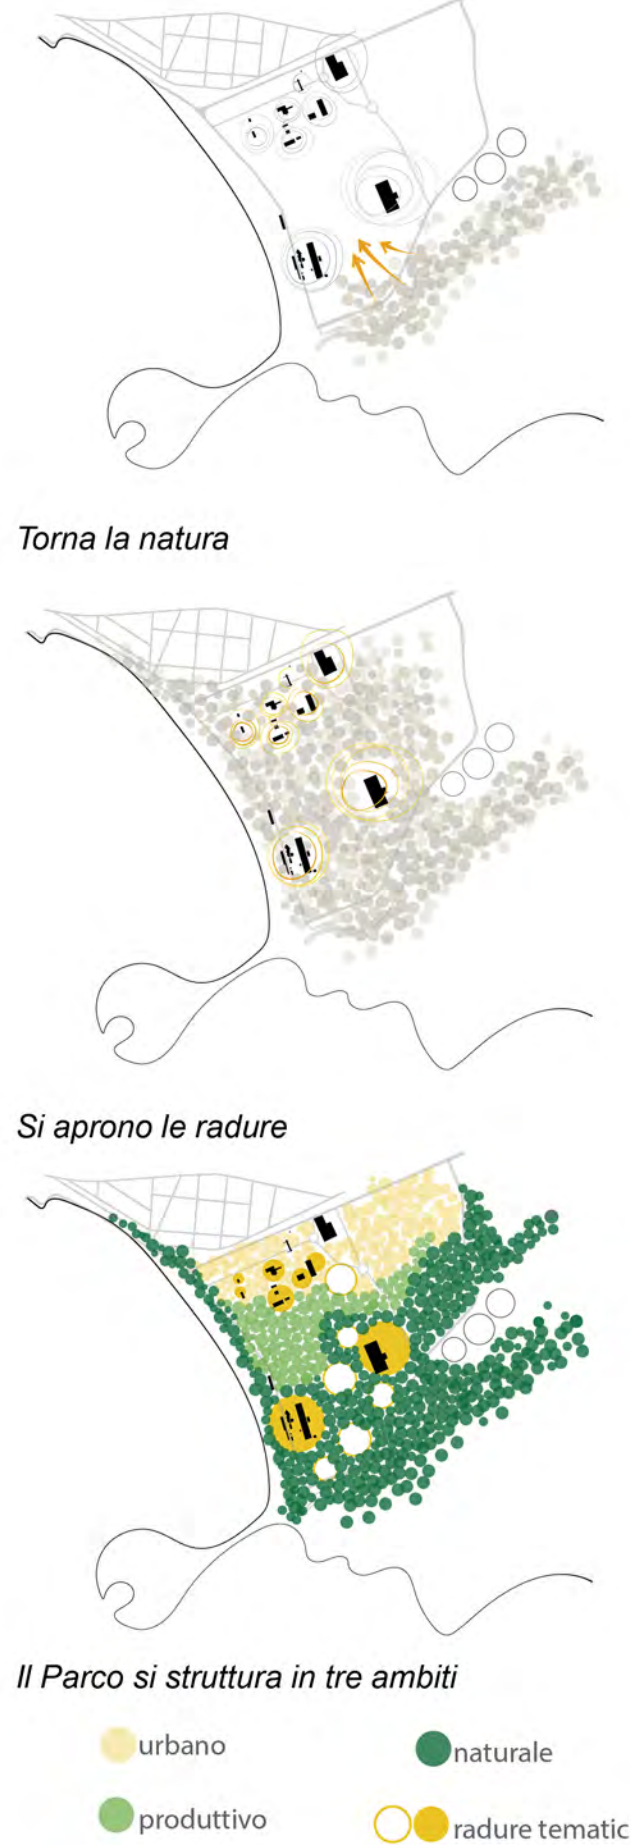 Torna la natura
Si aprono le radure
Il Parco si struttura in tre ambiti
urbano
naturale
produttivo
radure tematic